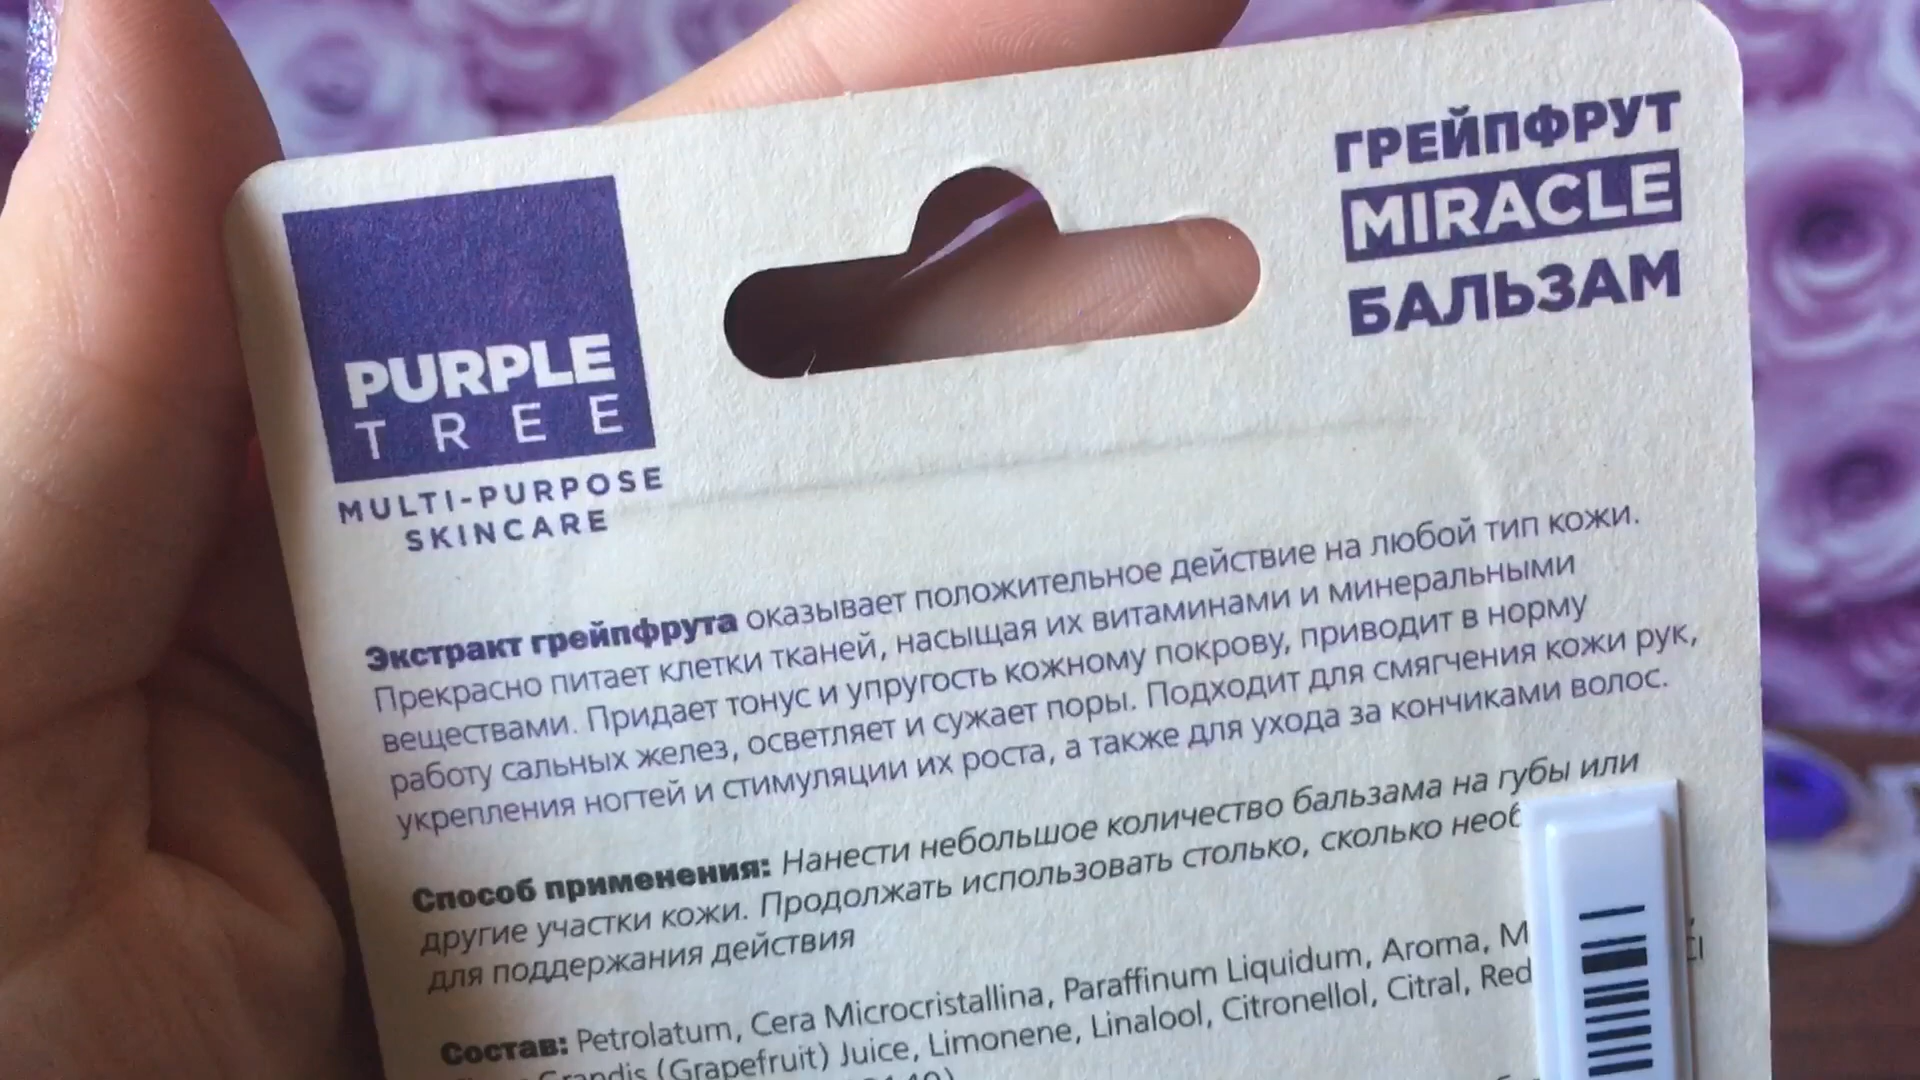 PURPLE
TREE
MULTI-PURPOSE
SKINCARE
ГРЕЙПФРУТ
MIRACLE
БАЛЬЗАМ
Экстракт грейпфрута оказывает положительное действие на любой тип кожи.
Прекрасно питает клетки тканей, насыщая их витаминами и минеральными
веществами. Придает тонус и упругость кожному покрову, приводит в норму
работу сальных желез, осветляет и сужает поры. Подходит для смягчения кожи рук,
укрепления ногтей и стимуляции их роста, а также для ухода за кончиками волос.
Способ применения: Нанести небольшое количество бальзама на губы или
другие участки кожи. Продолжать использовать столько, сколько
для поддержания действия
Состав: Petrolatum, Cera Microcristallina, Paraffinum Liquidum, Aroma,
Grandis (Grapefruit) Juice, Limonene, Linalool, Citronellol, Citral, Red